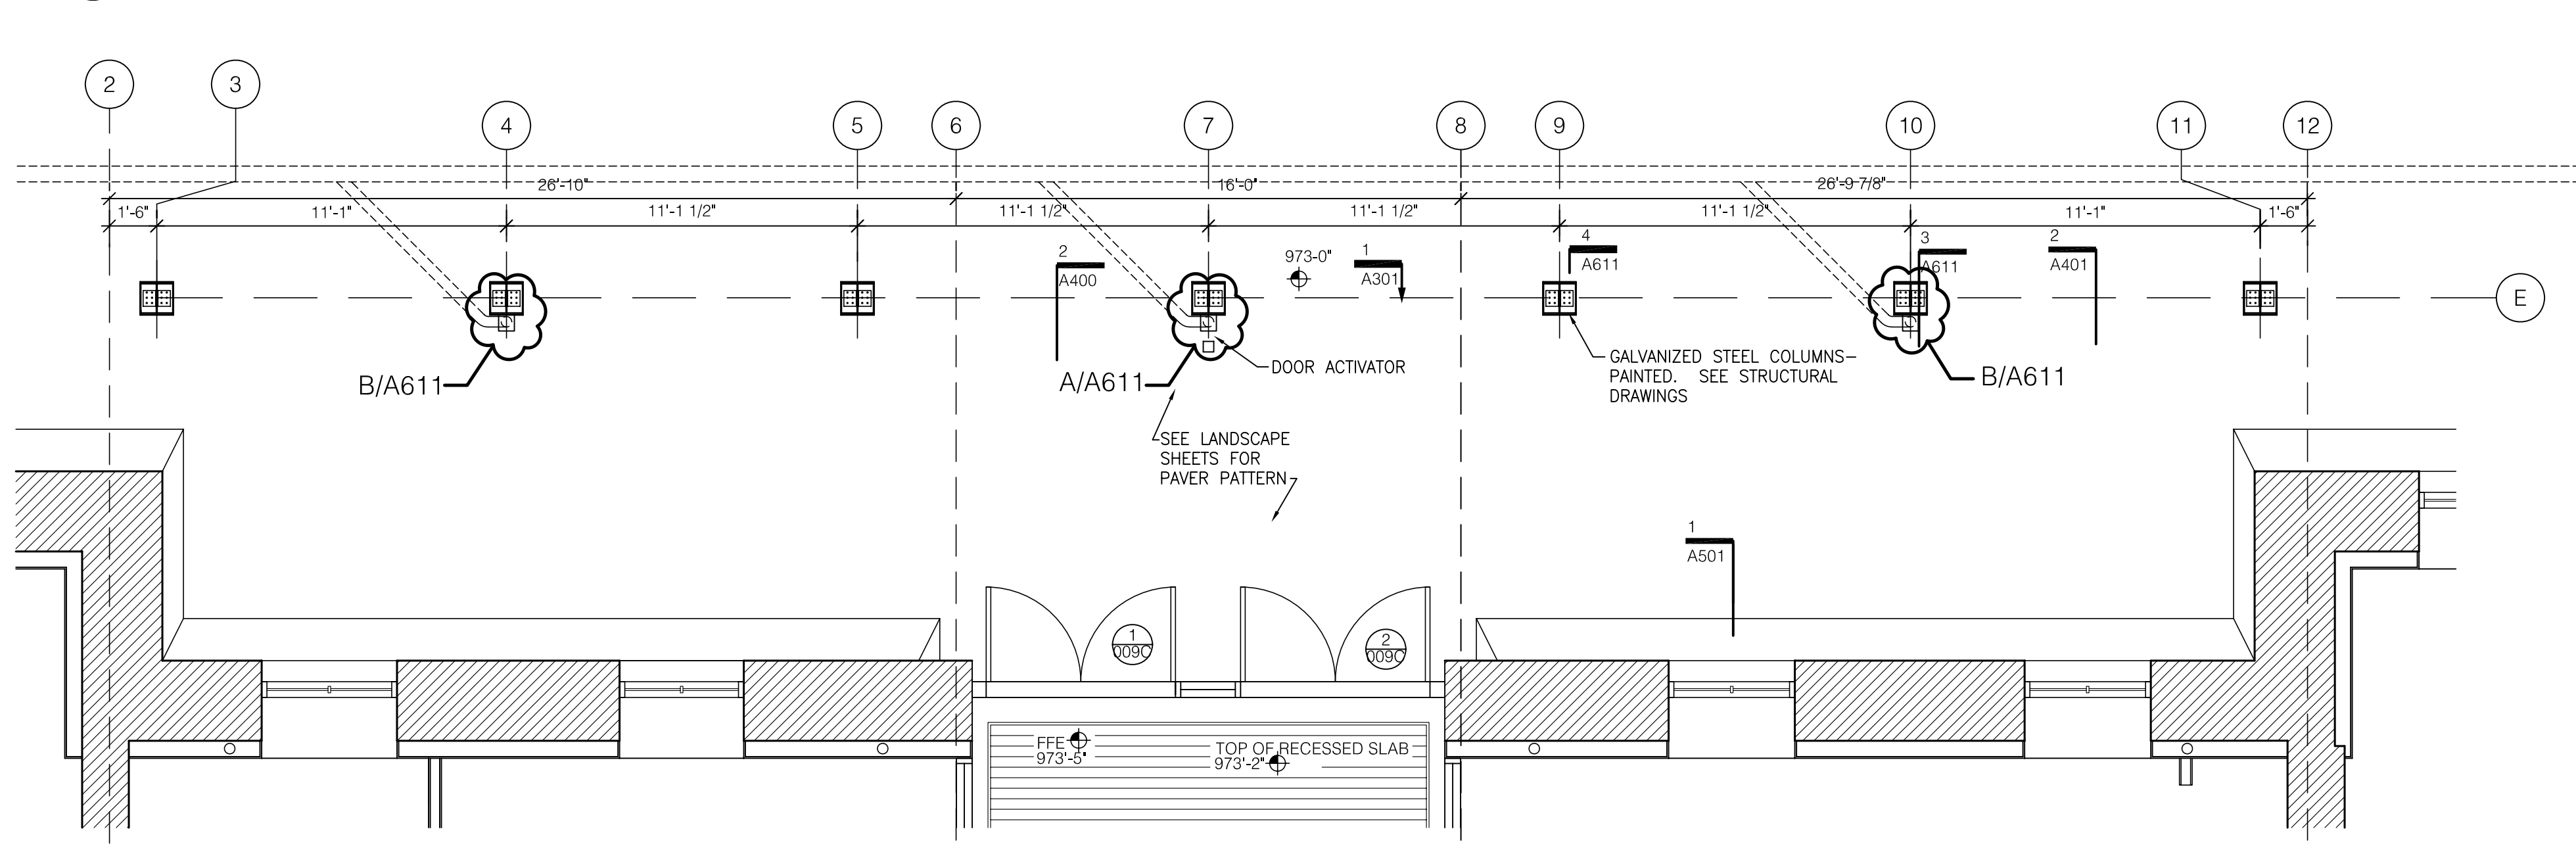 2
3
4
5
6
7
8
9
10
11
12
26'-10"
16'-0"
26'-9 7/8"
1'-6"
11'-1"
11'-1 1/2"
11'-1 1/2"
11'-1 1/2"
11'-1 1/2"
11'-1"
1'-6"
2
A400
973-0"
1
A301
4
A611
3
A611
2
A401
E
B/A611
A/A611
DOOR ACTIVATOR
GALVANIZED STEEL COLUMNS-
PAINTED. SEE STRUCTURAL
DRAWINGS
B/A611
SEE LANDSCAPE
SHEETS FOR
PAVER PATTERN
1
A501
1
009C
2
009C
FFE
973'-5"
TOP OF RECESSED SLAB
973'-2"